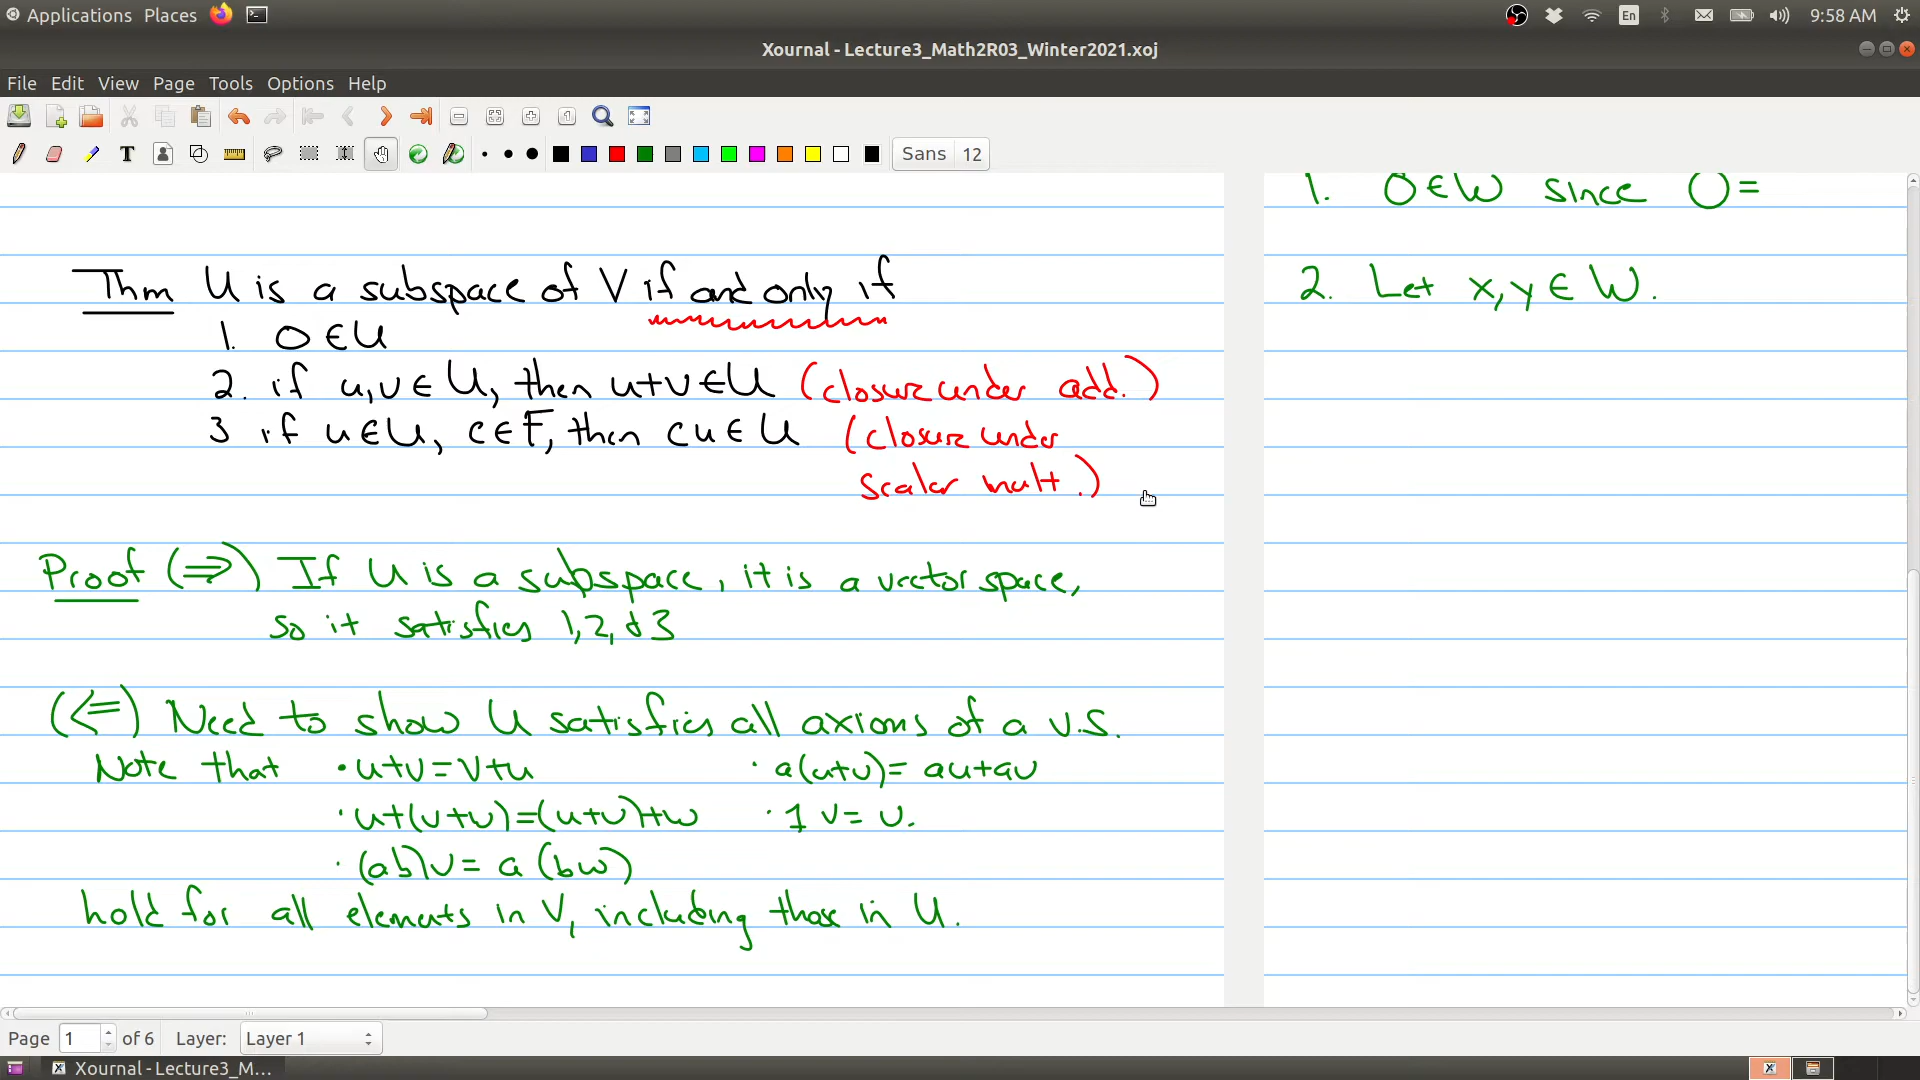 Applications Places En 9:58 AM
Xournal - Lecture3_Math2R03_Winter2021.xoj
File Edit View Page Tools Options Help
Sans 12
Thm U is a subspace of V if and only if
1. O ∈ U
2. if u,v ∈ U, then u+v ∈ U (closure under add.)
3 if u ∈ U, c ∈ F, then cu ∈ U (closure under
scalar mult.)
Proof (⇒) If U is a subspace, it is a vector space,
so it satisfies 1,2, & 3
(⇐) Need to show U satisfies all axioms of a v.s.
Note that • u+v = v+u • a(u+v) = au+av
• u+(v+w) = (u+v)+w • 1 v = v.
• (ab)v = a (bw)
hold for all elements in V, including those in U.
1. O ∈ W since O =
2. Let x,y ∈ W.
Page 1 of 6 Layer: Layer 1
Xournal - Lecture3_M...